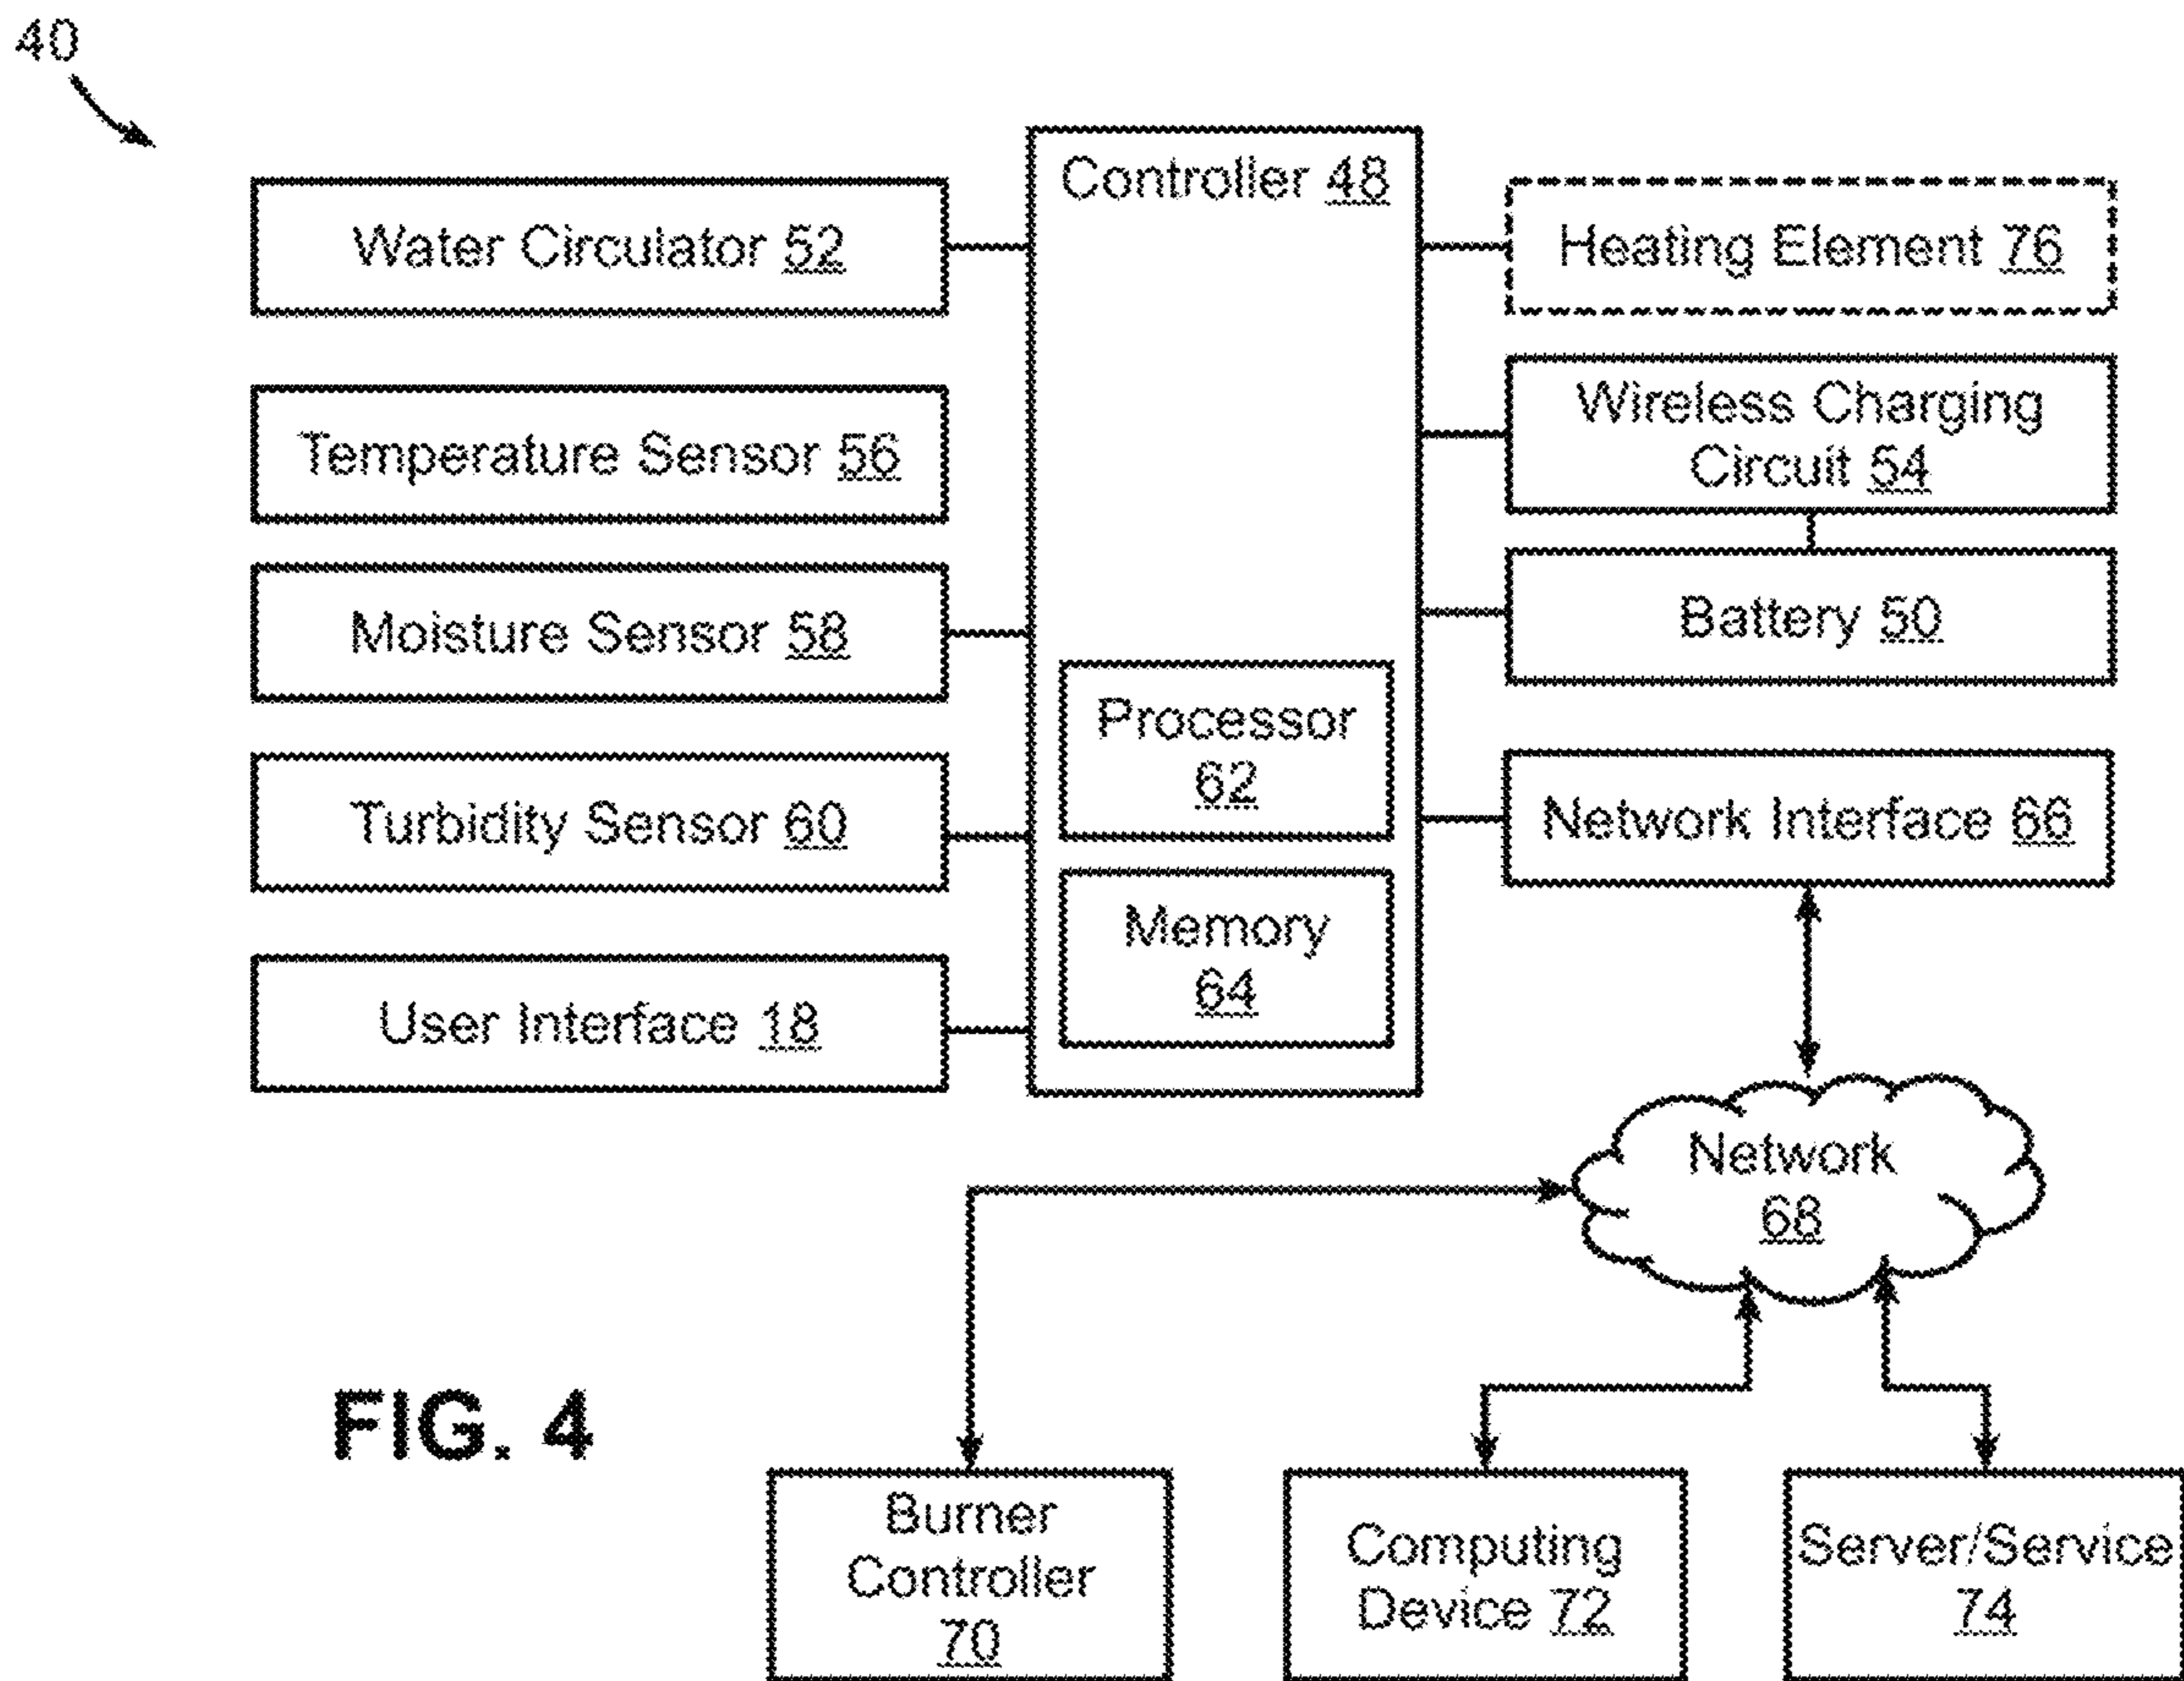 40
Controller 48
Water Circulator 52
Temperature Sensor 56
Moisture Sensor 58
Turbidity Sensor 60
User Interface 18
Processor
62
Memory
64
Heating Element 76
Wireless Charging
Circuit 54
Battery 50
Network Interface 66
Network
68
FIG. 4
Burner
Controller
70
Computing
Device 72
Server/Service
74